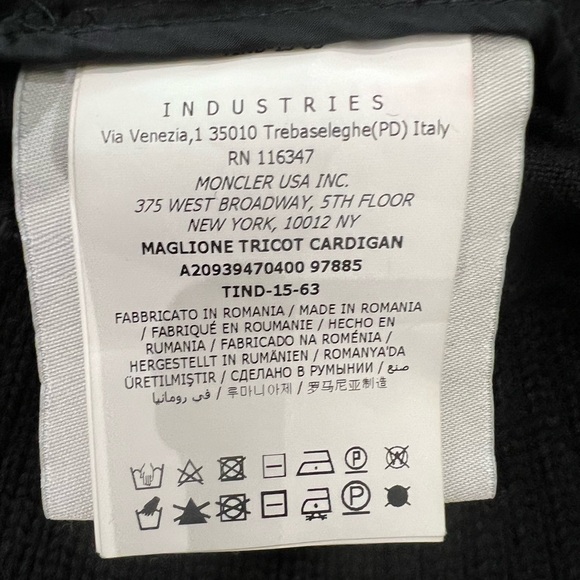 INDUSTRIES
Via Venezia,1 35010 Trebaseleghe(PD) Italy
RN 116347
MONCLER USA INC.
375 WEST BROADWAY, 5TH FLOOR
NEW YORK, 10012 NY
MAGLIONE TRICOT CARDIGAN
A20939470400 97885
TIND-15-63
FABBRICATO IN ROMANIA / MADE IN ROMANIA
/ FABRIQUÉ EN ROUMANIE / HECHO EN
RUMANIA / FABRICADO NA ROMÉNIA /
HERGESTELLT IN RUMÄNIEN / ROMANYA'DA
ÜRETILMIŞTIR / СДЕЛАНО В РУМЫНИИ / صنع
في رومانيا / 루마니아제 / 罗马尼亚制造
P W
P